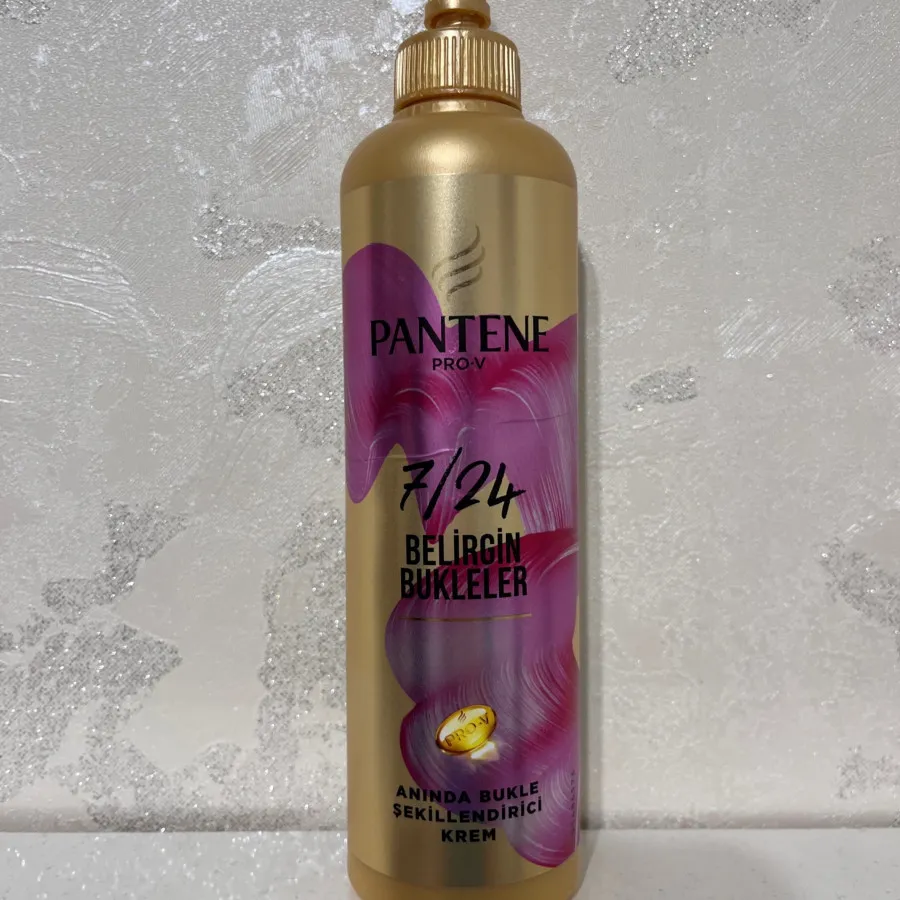 PANTENE
PRO-V
7/24
BELİRGİN
BUKLELER
PRO-V
ANINDA BUKLE
ŞEKİLLENDİRİCİ
KREM